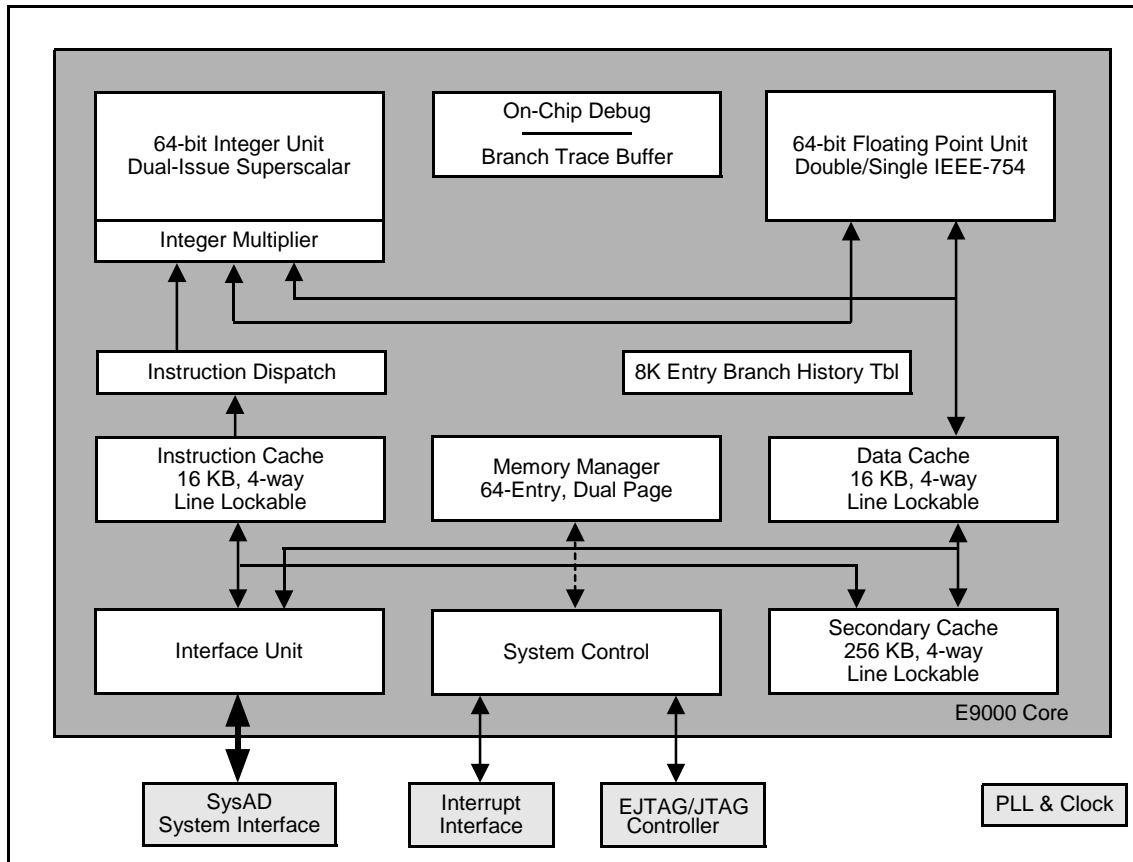 64-bit Integer Unit
Dual-Issue Superscalar
Integer Multiplier
On-Chip Debug
Branch Trace Buffer
64-bit Floating Point Unit
Double/Single IEEE-754
Instruction Dispatch
8K Entry Branch History Tbl
Instruction Cache
16 KB, 4-way
Line Lockable
Memory Manager
64-Entry, Dual Page
Data Cache
16 KB, 4-way
Line Lockable
Interface Unit
System Control
Secondary Cache
256 KB, 4-way
Line Lockable
E9000 Core
SysAD
System Interface
Interrupt
Interface
EJTAG/JTAG
Controller
PLL & Clock